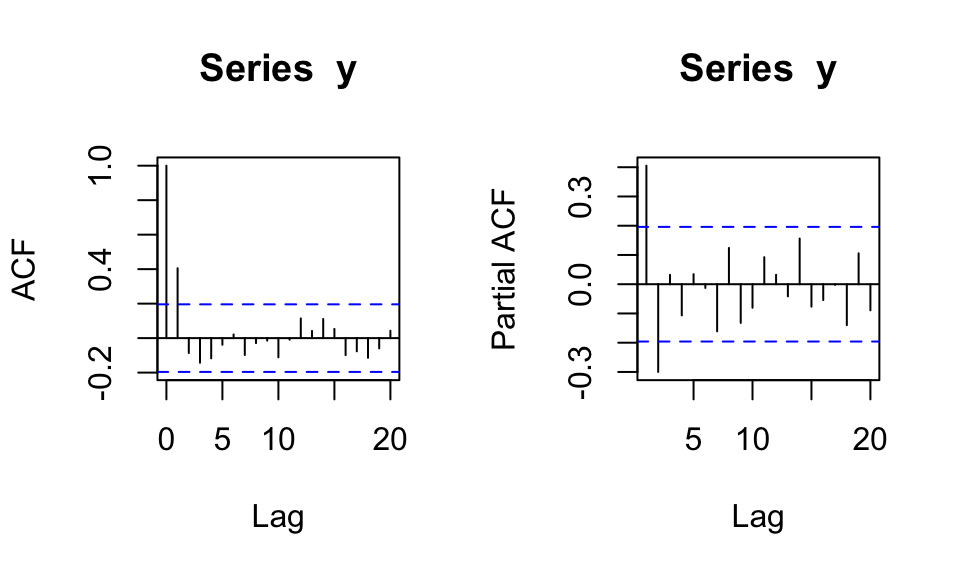 Series y
ACF
1.0
0.4
-0.2
0 5 10 20
Lag
Series y
Partial ACF
0.3
0.0
-0.3
5 10 20
Lag